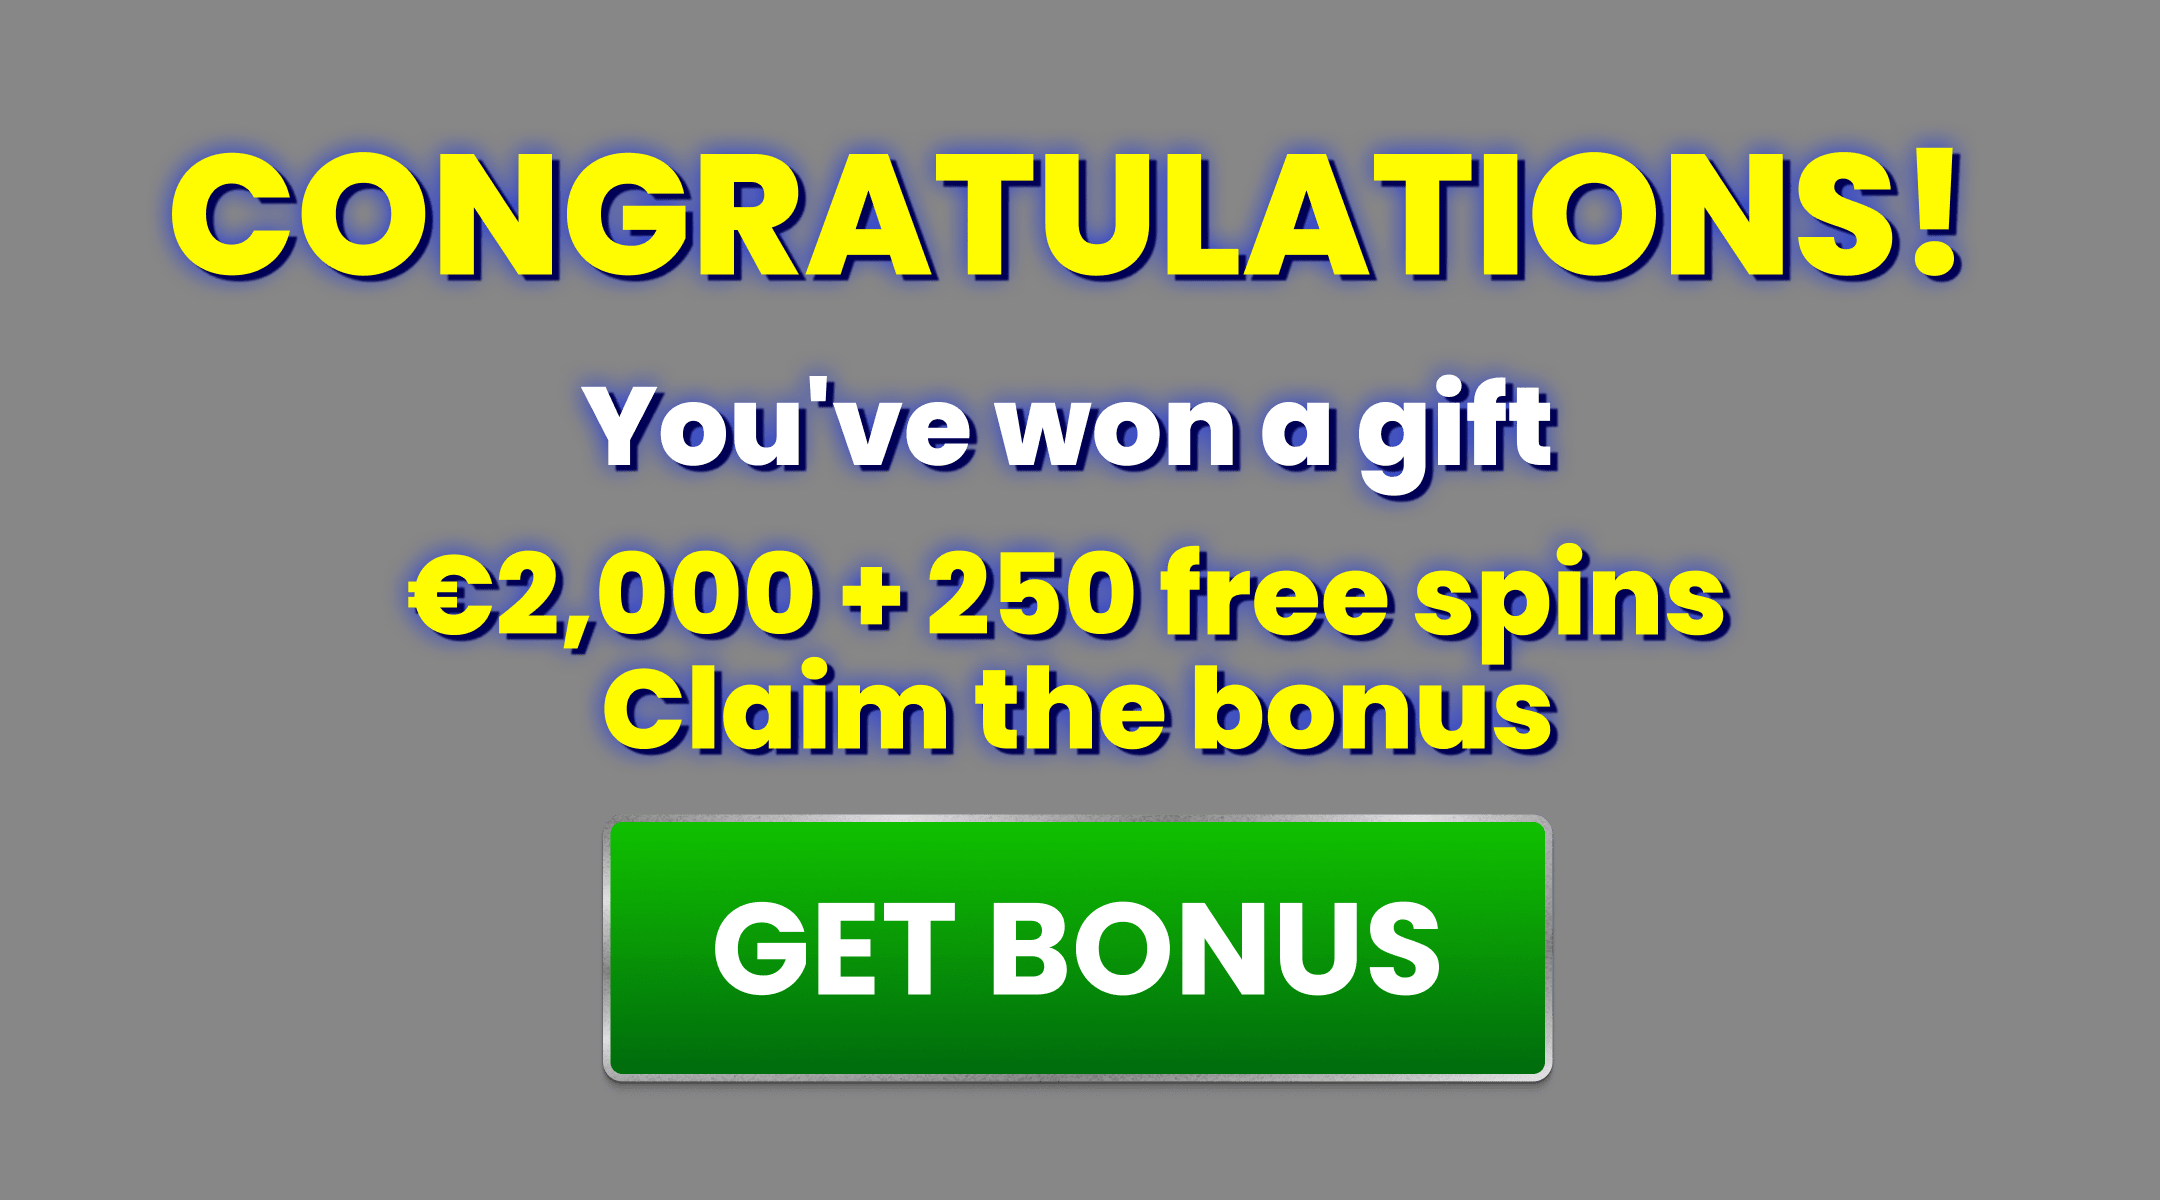 CONGRATULATIONS!
You've won a gift
€2,000 + 250 free spins
Claim the bonus
GET BONUS